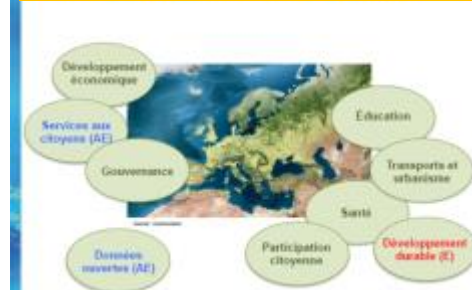 Développement
économique
Services aux
citoyens (AE)
Gouvernance
Éducation
Transports et
urbanisme
Santé
Données
ouvertes (AE)
Participation
citoyenne
Développement
durable (E)